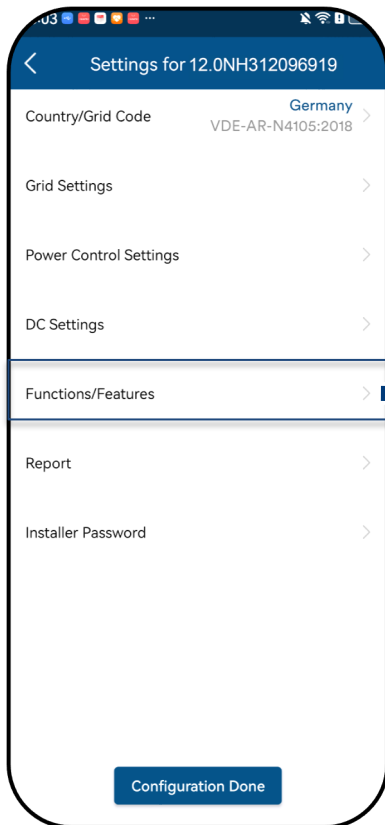 :03
Settings for 12.0NH312096919
Country/Grid Code
Germany
VDE-AR-N4105:2018
Grid Settings
Power Control Settings
DC Settings
Functions/Features
Report
Installer Password
Configuration Done